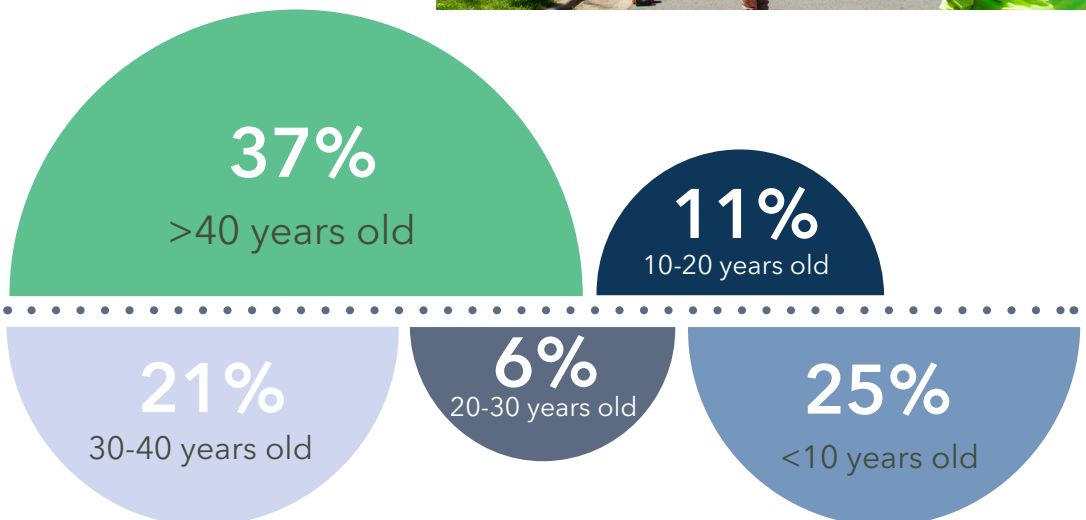 37%
>40 years old
11%
10-20 years old
21%
30-40 years old
6%
20-30 years old
25%
<10 years old